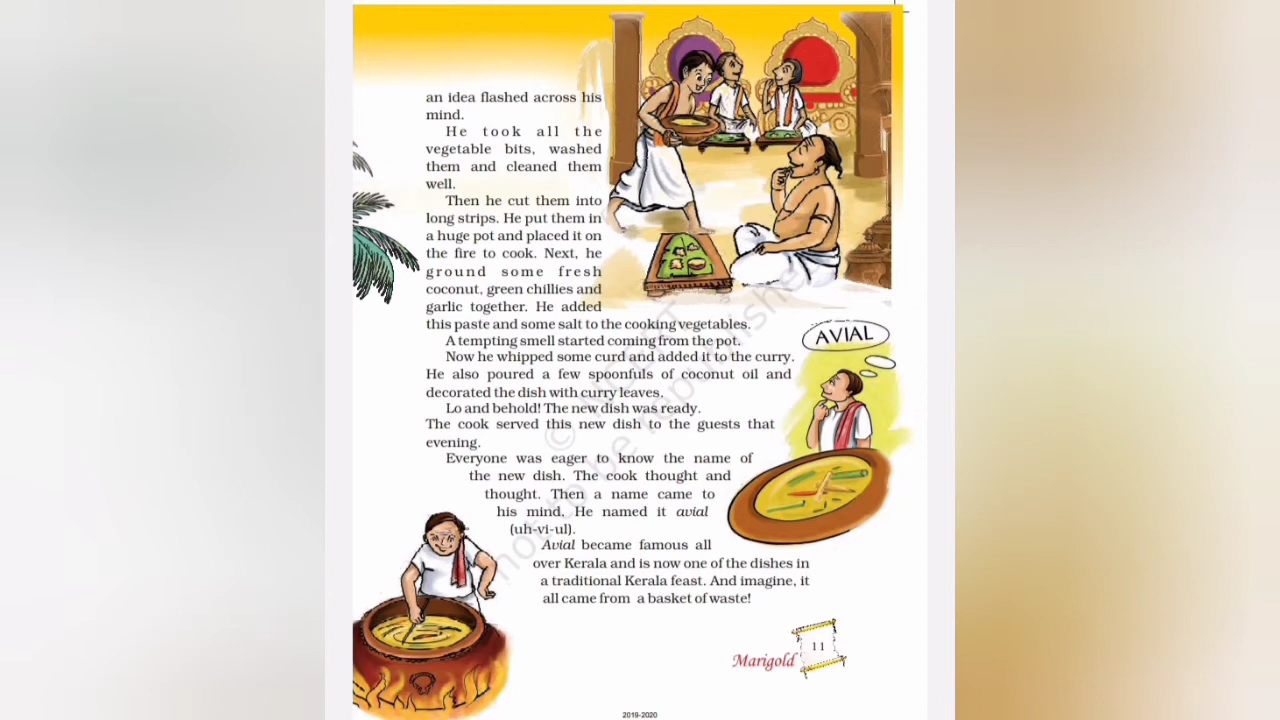 an idea flashed across his
mind.
He took all the
vegetable bits, washed
them and cleaned them
well.
Then he cut them into
long strips. He put them in
a huge pot and placed it on
the fire to cook. Next, he
ground some fresh
coconut, green chillies and
garlic together. He added
this paste and some salt to the cooking vegetables.
A tempting smell started coming from the pot.
Now he whipped some curd and added it to the curry.
He also poured a few spoonfuls of coconut oil and
decorated the dish with curry leaves.
Lo and behold! The new dish was ready.
The cook served this new dish to the guests that
evening.
Everyone was eager to know the name of
the new dish. The cook thought and
thought. Then a name came to
his mind. He named it avial
(uh-vi-ul).
Avial became famous all
over Kerala and is now one of the dishes in
a traditional Kerala feast. And imagine, it
all came from a basket of waste!
AVIAL
© NCERT
not to be republished
Marigold 11
2019-2020